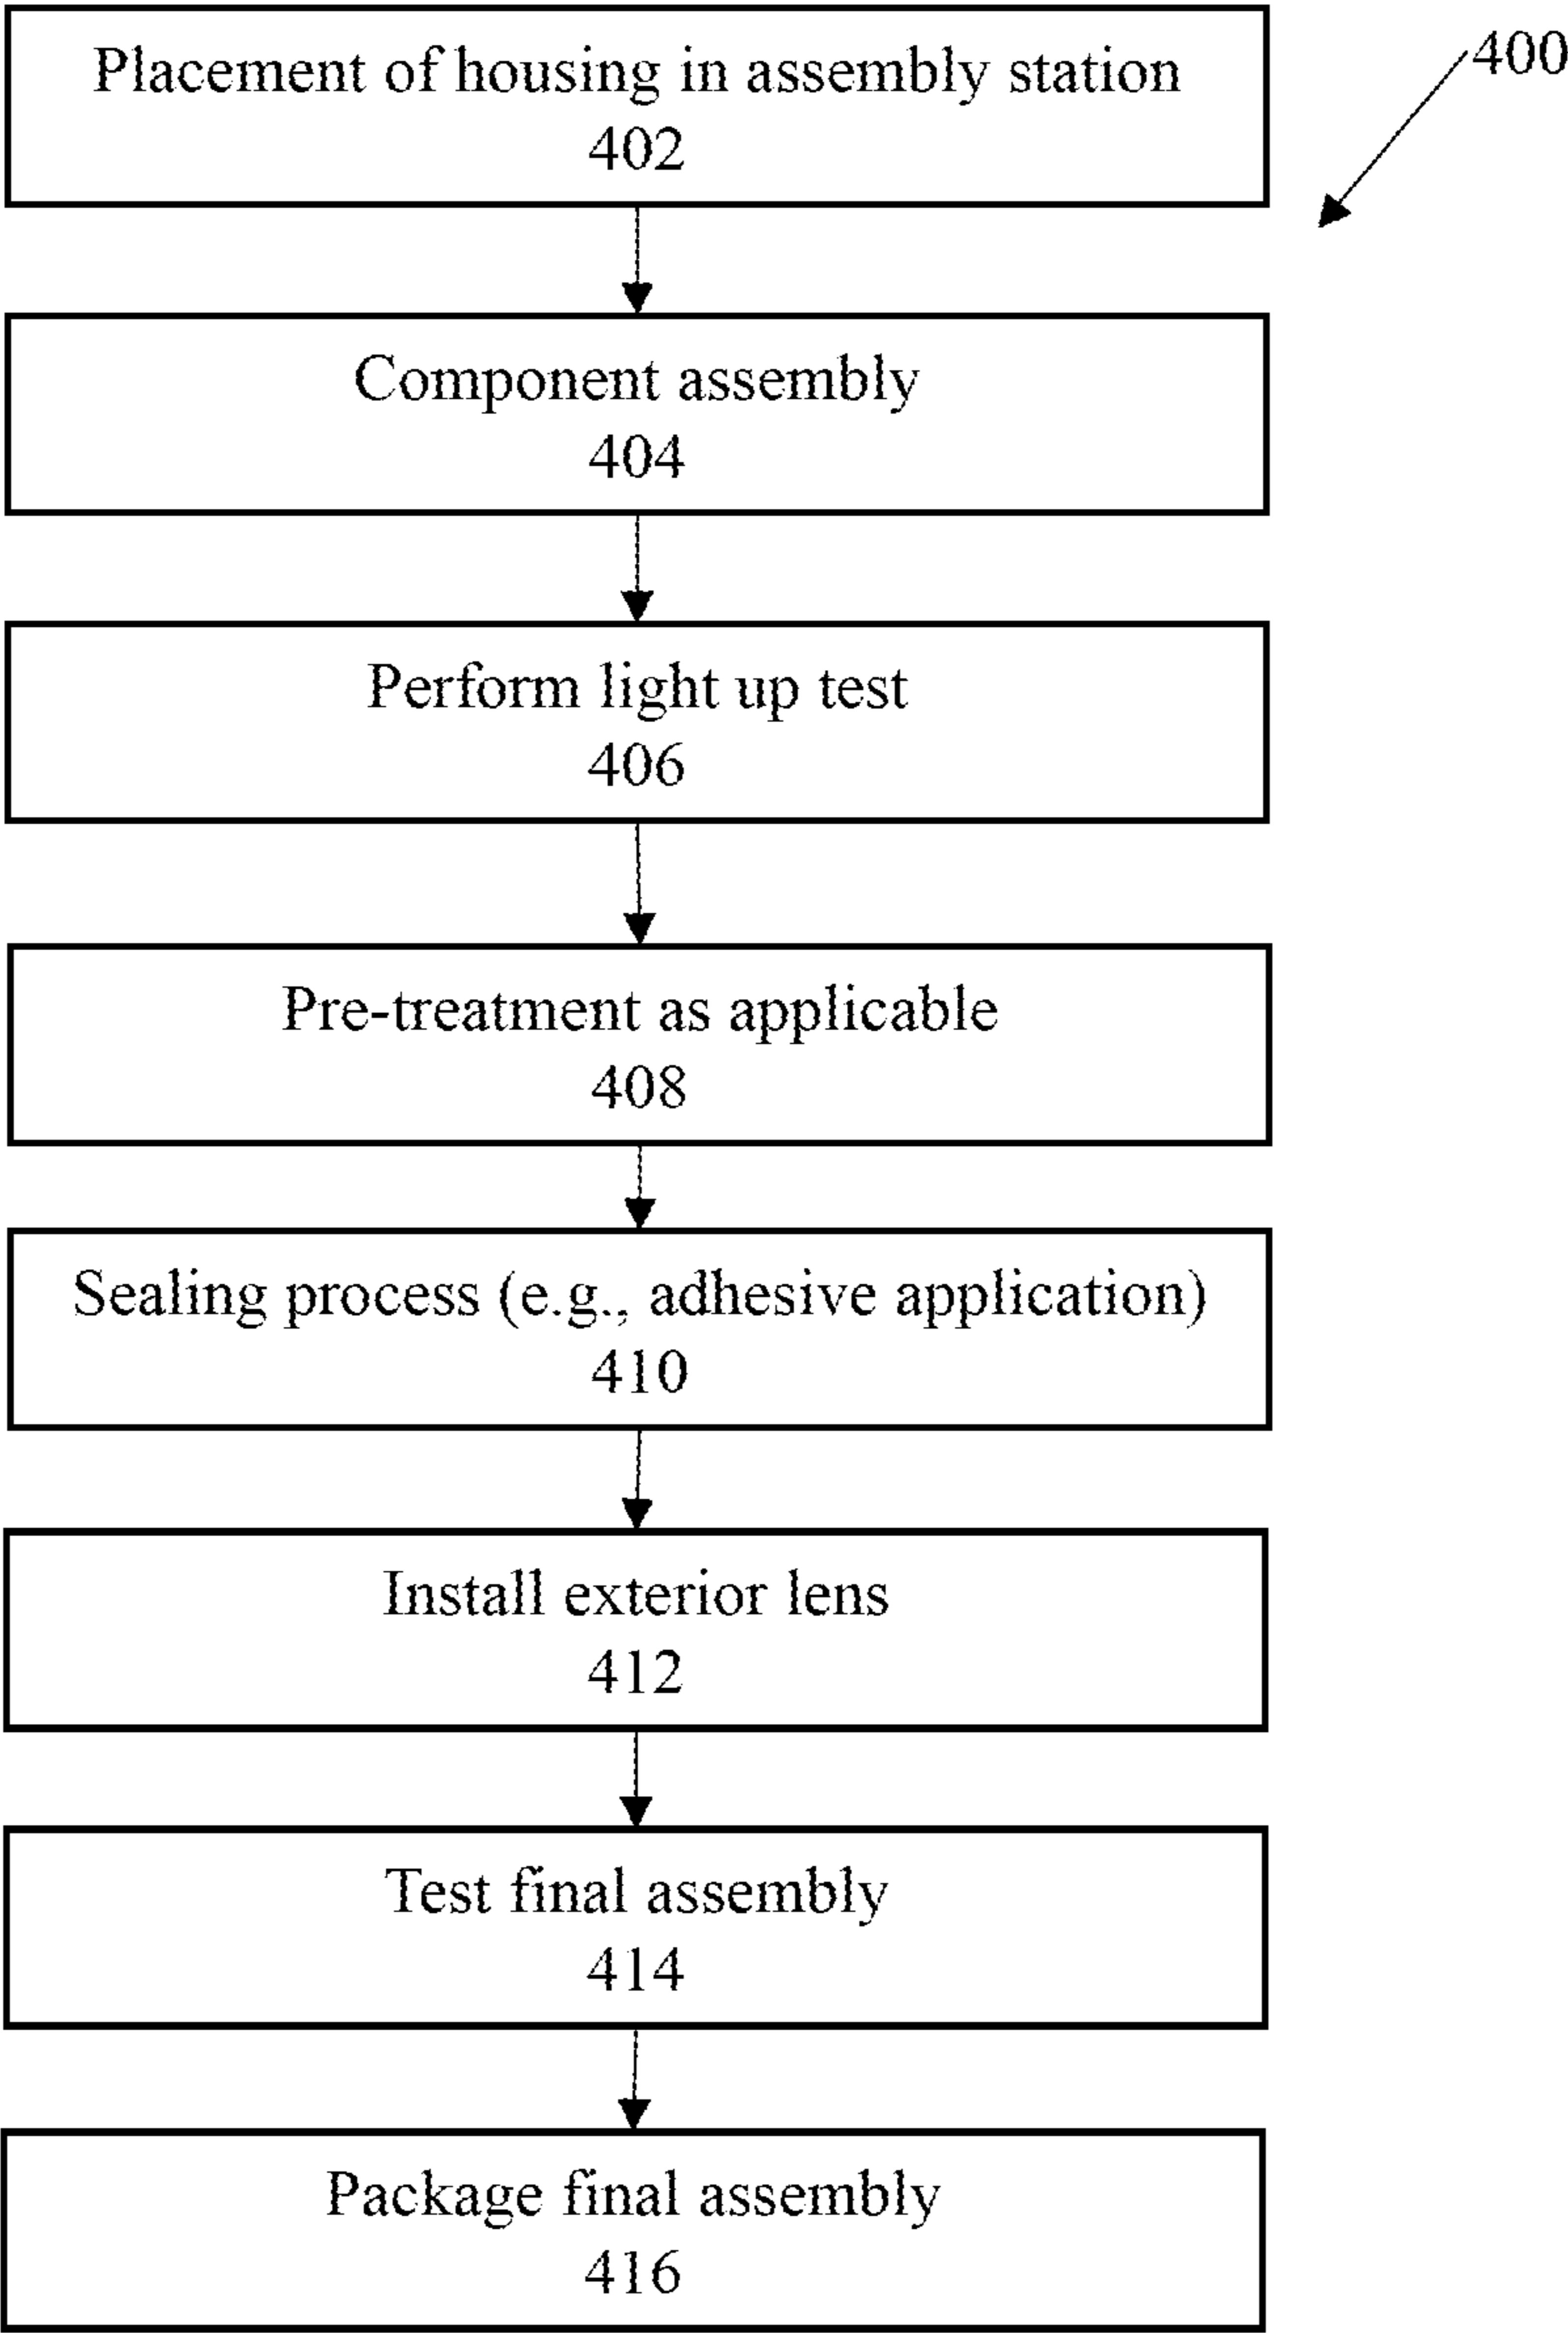 400
Placement of housing in assembly station
402
Component assembly
404
Perform light up test
406
Pre-treatment as applicable
408
Sealing process (e.g., adhesive application)
410
Install exterior lens
412
Test final assembly
414
Package final assembly
416